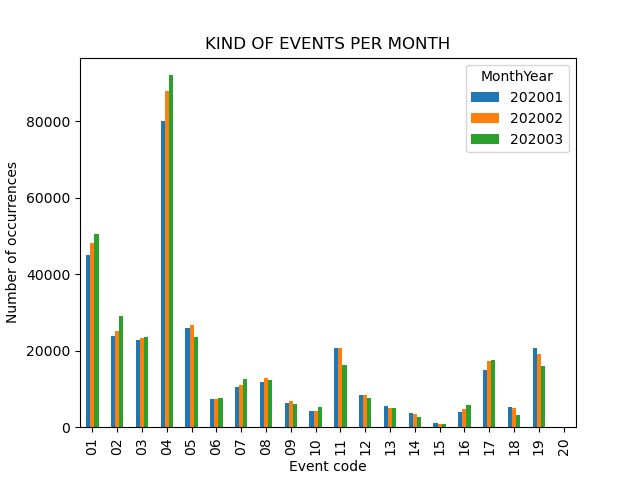 KIND OF EVENTS PER MONTH
MonthYear
202001
202002
202003
Number of occurrences
80000
60000
40000
20000
0
01 02 03 04 05 06 07 08 09 10 11 12 13 14 15 16 17 18 19 20
Event code